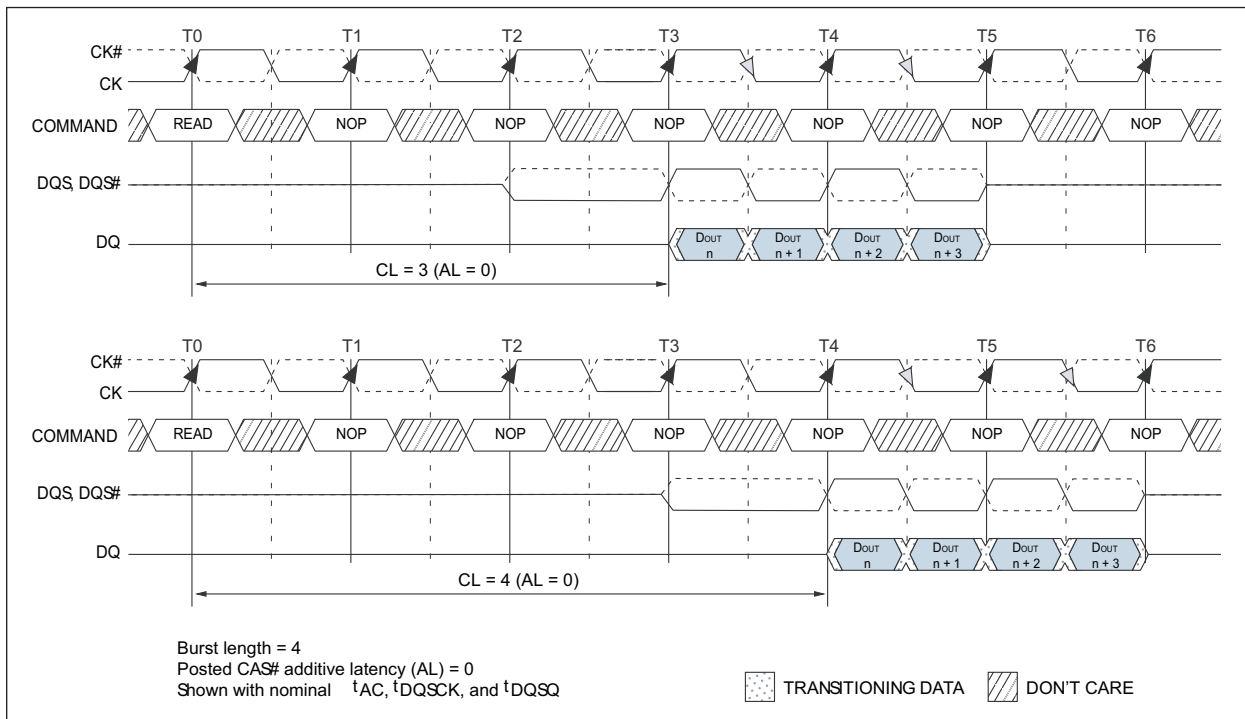 T0 T1 T2 T3 T4 T5 T6
CK#
CK
COMMAND READ NOP NOP NOP NOP NOP NOP
DQS, DQS#
DQ DOUT n DOUT n + 1 DOUT n + 2 DOUT n + 3
CL = 3 (AL = 0)
T0 T1 T2 T3 T4 T5 T6
CK#
CK
COMMAND READ NOP NOP NOP NOP NOP NOP
DQS, DQS#
DQ DOUT n DOUT n + 1 DOUT n + 2 DOUT n + 3
CL = 4 (AL = 0)
Burst length = 4
Posted CAS# additive latency (AL) = 0
Shown with nominal tAC, tDQSCK, and tDQSQ
TRANSITIONING DATA DON'T CARE